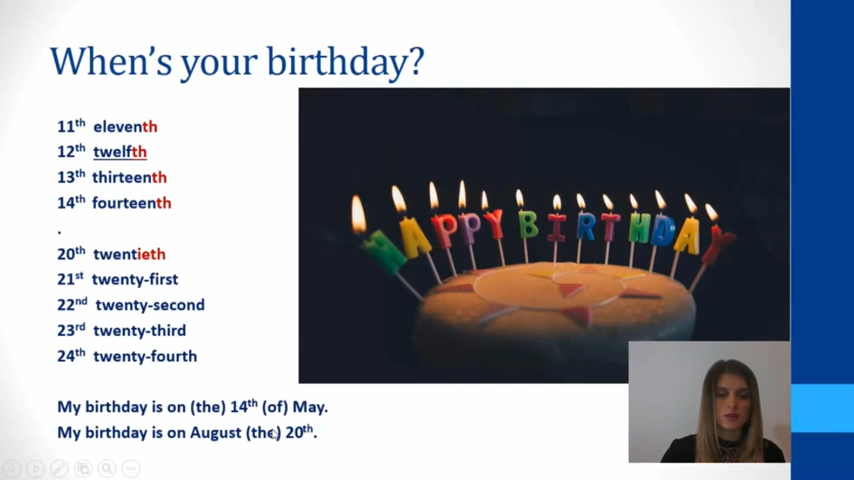 When's your birthday?
11th eleventh
12th twelfth
13th thirteenth
14th fourteenth
.
20th twentieth
21st twenty-first
22nd twenty-second
23rd twenty-third
24th twenty-fourth
HAPPY BIRTHDAY
My birthday is on (the) 14th (of) May.
My birthday is on August (the) 20th.